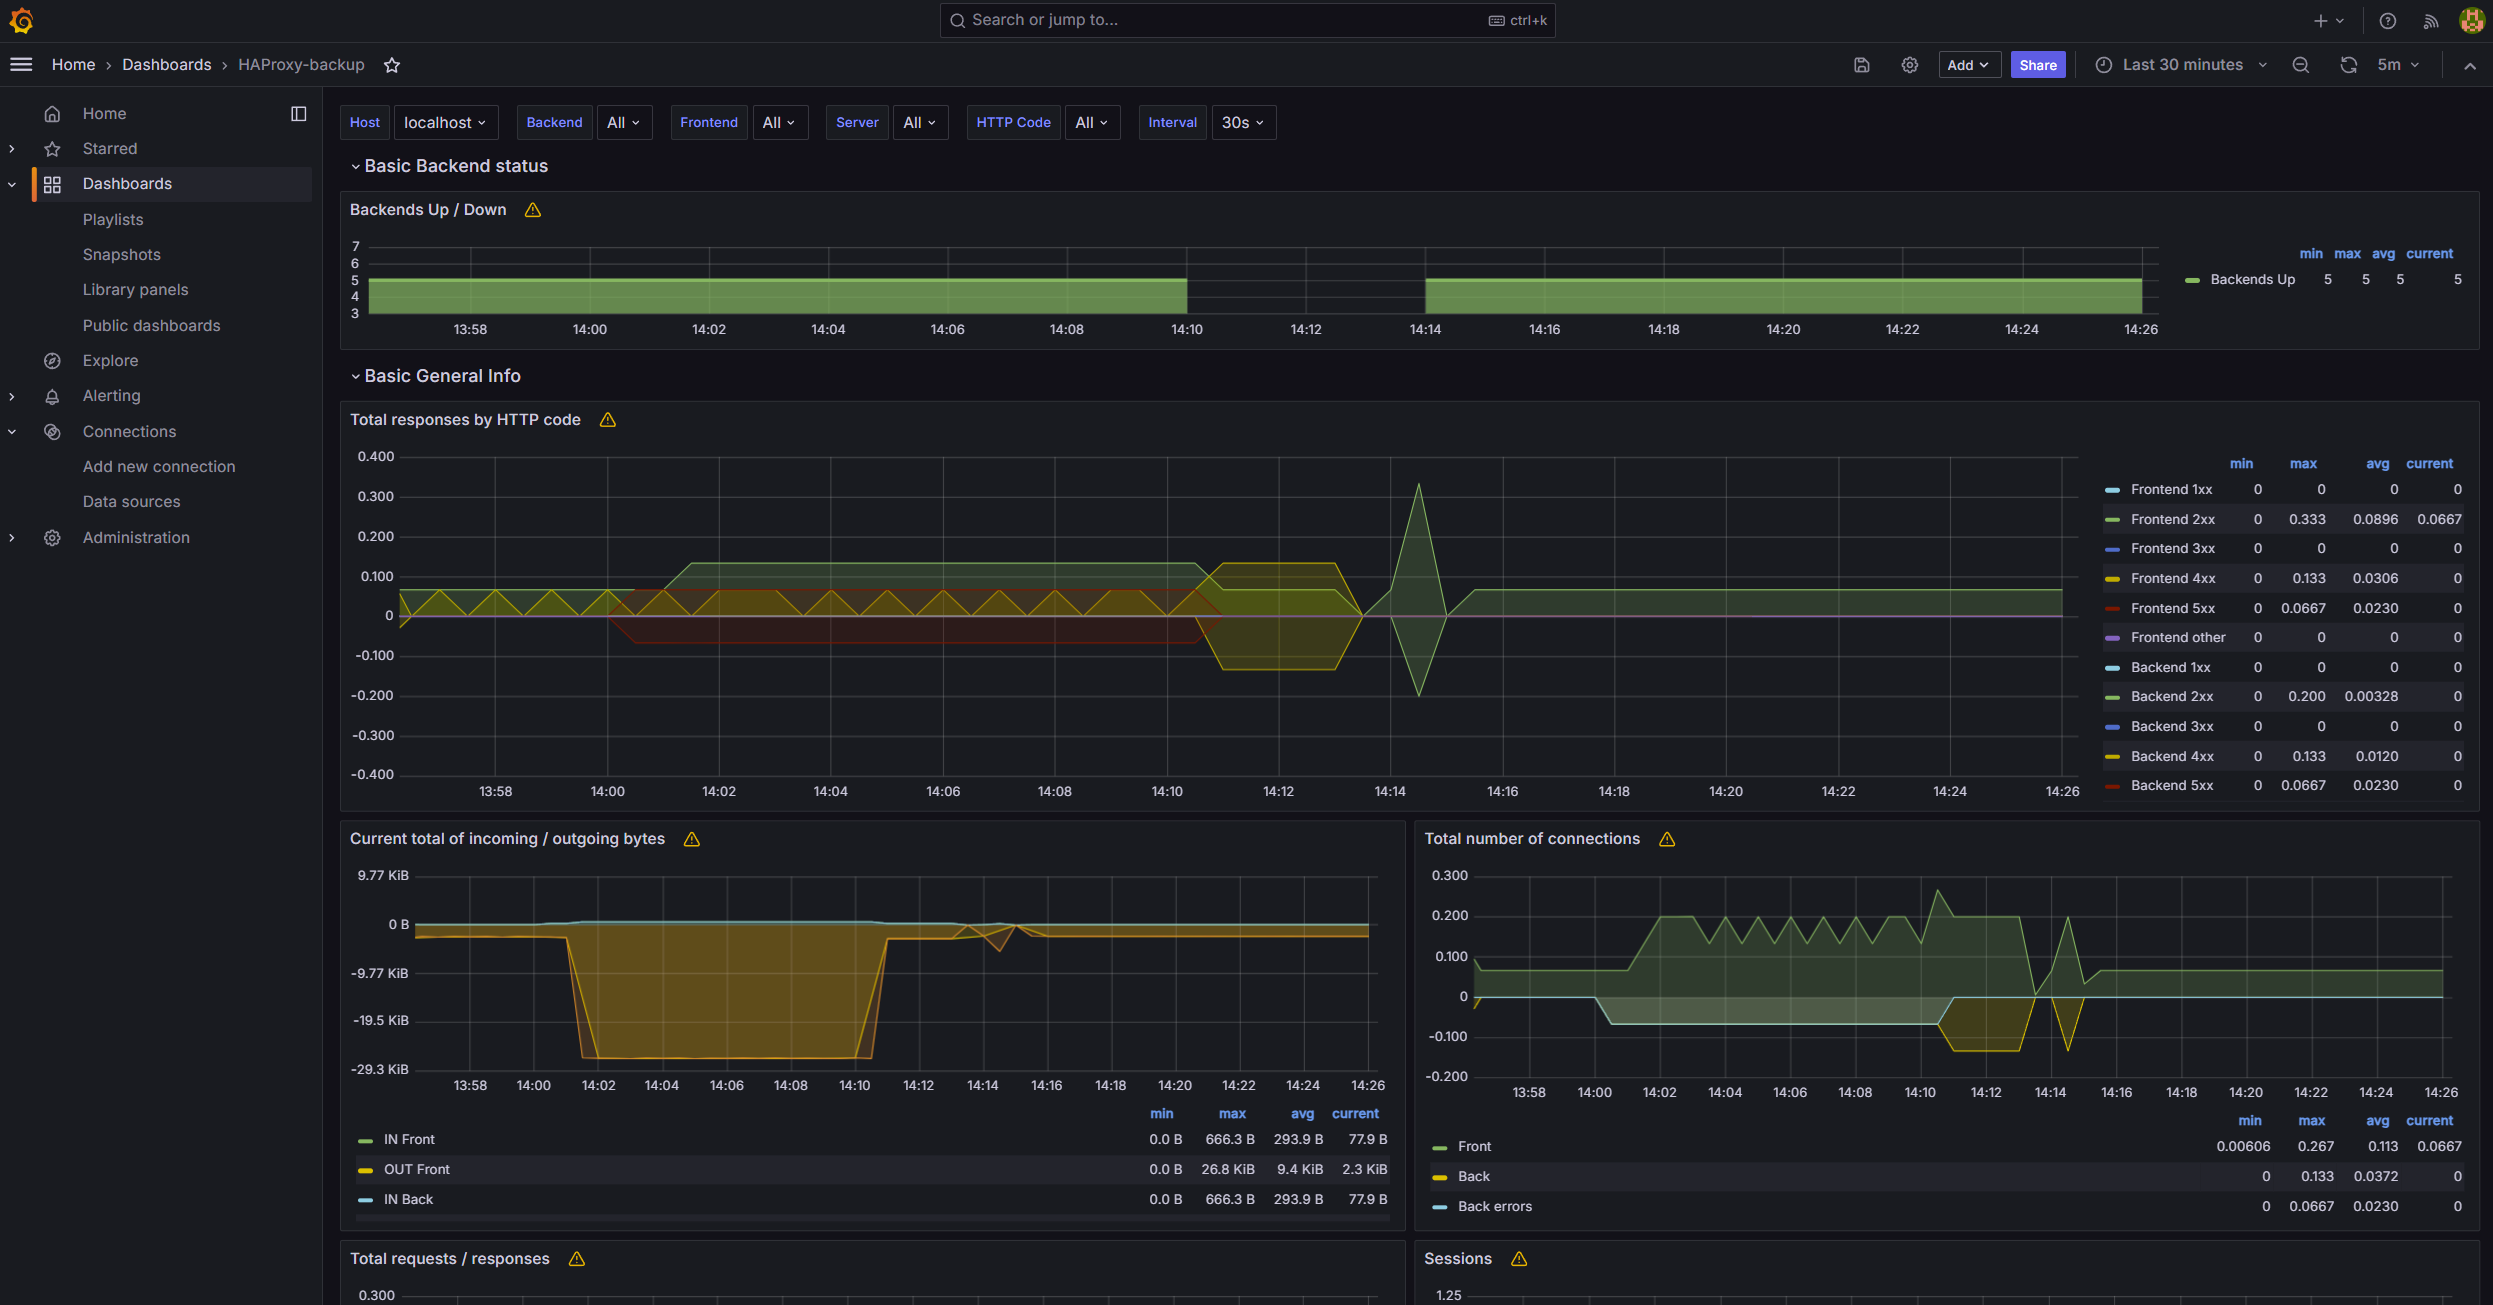 Search or jump to... ctrl+k
Home › Dashboards › HAProxy-backup
Add Share Last 30 minutes 5m
Home
Starred
Dashboards
Playlists
Snapshots
Library panels
Public dashboards
Explore
Alerting
Connections
Add new connection
Data sources
Administration
Host localhost Backend All Frontend All Server All HTTP Code All Interval 30s
Basic Backend status
Backends Up / Down
7
6
5
4
3
13:58 14:00 14:02 14:04 14:06 14:08 14:10 14:12 14:14 14:16 14:18 14:20 14:22 14:24 14:26
min max avg current
Backends Up 5 5 5 5
Basic General Info
Total responses by HTTP code
0.400
0.300
0.200
0.100
0
-0.100
-0.200
-0.300
-0.400
13:58 14:00 14:02 14:04 14:06 14:08 14:10 14:12 14:14 14:16 14:18 14:20 14:22 14:24 14:26
min max avg current
Frontend 1xx 0 0 0 0
Frontend 2xx 0 0.333 0.0896 0.0667
Frontend 3xx 0 0 0 0
Frontend 4xx 0 0.133 0.0306 0
Frontend 5xx 0 0.0667 0.0230 0
Frontend other 0 0 0 0
Backend 1xx 0 0 0 0
Backend 2xx 0 0.200 0.00328 0
Backend 3xx 0 0 0 0
Backend 4xx 0 0.133 0.0120 0
Backend 5xx 0 0.0667 0.0230 0
Current total of incoming / outgoing bytes
9.77 KiB
0 B
-9.77 KiB
-19.5 KiB
-29.3 KiB
13:58 14:00 14:02 14:04 14:06 14:08 14:10 14:12 14:14 14:16 14:18 14:20 14:22 14:24 14:26
min max avg current
IN Front 0.0 B 666.3 B 293.9 B 77.9 B
OUT Front 0.0 B 26.8 KiB 9.4 KiB 2.3 KiB
IN Back 0.0 B 666.3 B 293.9 B 77.9 B
Total number of connections
0.300
0.200
0.100
0
-0.100
-0.200
13:58 14:00 14:02 14:04 14:06 14:08 14:10 14:12 14:14 14:16 14:18 14:20 14:22 14:24 14:26
min max avg current
Front 0.00606 0.267 0.113 0.0667
Back 0 0.133 0.0372 0
Back errors 0 0.0667 0.0230 0
Total requests / responses
0.300
Sessions
1.25